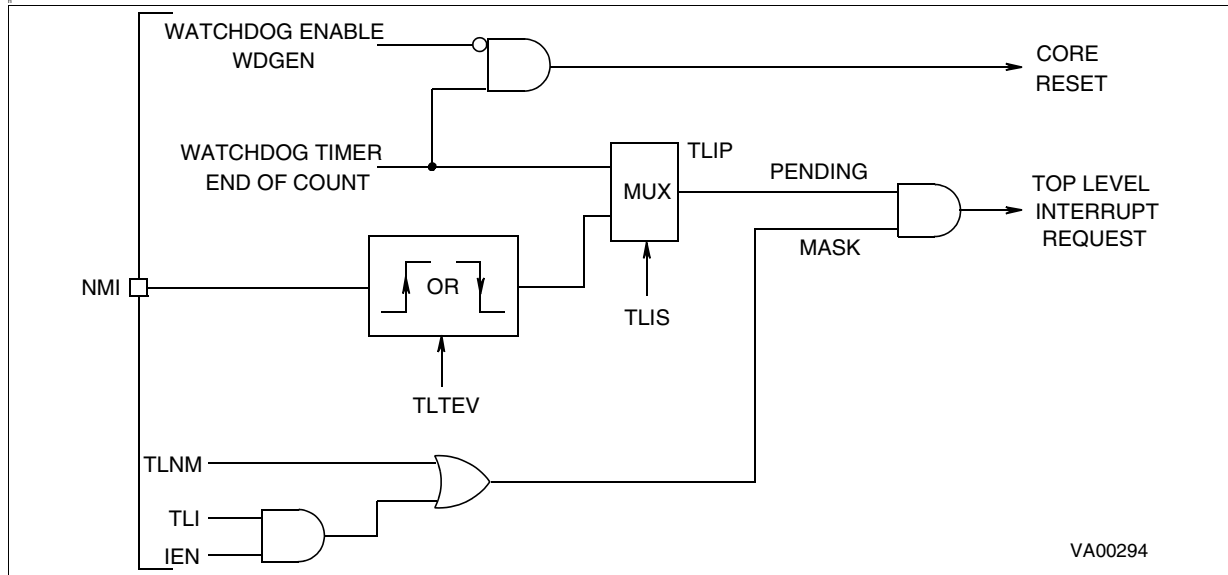 WATCHDOG ENABLE
WDGEN
CORE
RESET
WATCHDOG TIMER
END OF COUNT
TLIP
MUX
PENDING
TOP LEVEL
INTERRUPT
REQUEST
MASK
NMI
OR
TLIS
TLTEV
TLNM
TLI
IEN
VA00294